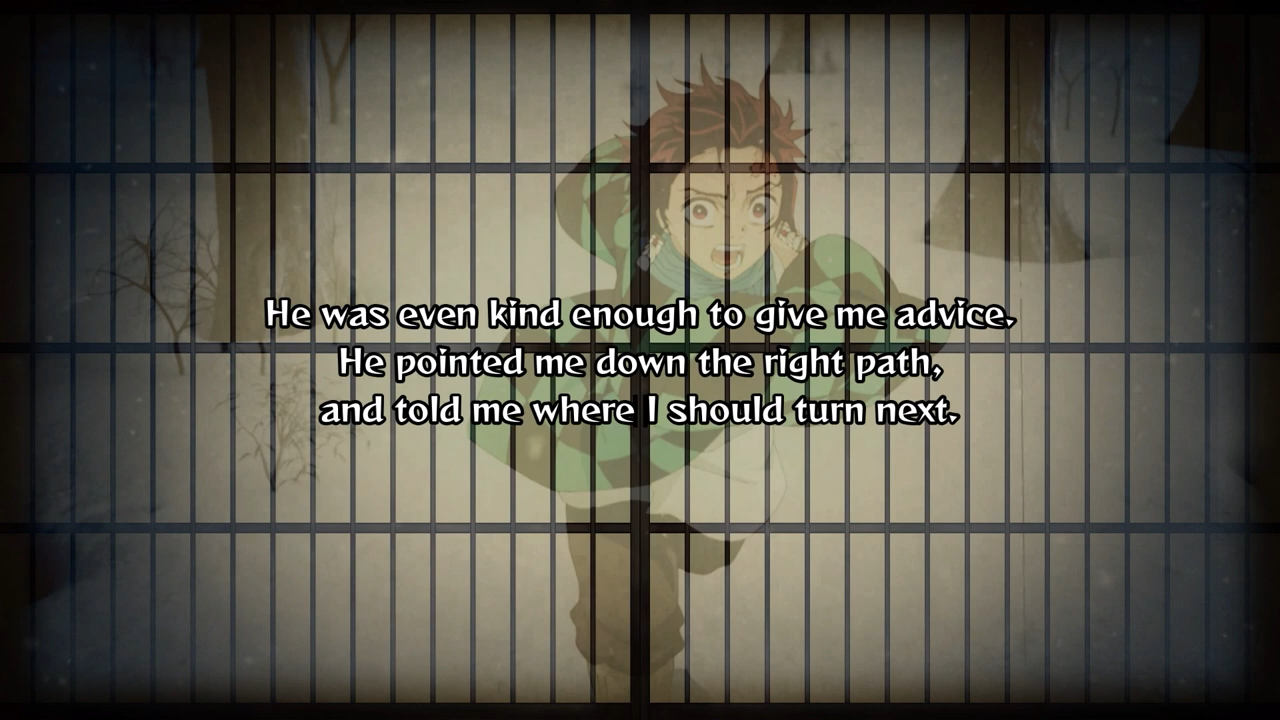 He was even kind enough to give me advice.
He pointed me down the right path,
and told me where I should turn next.